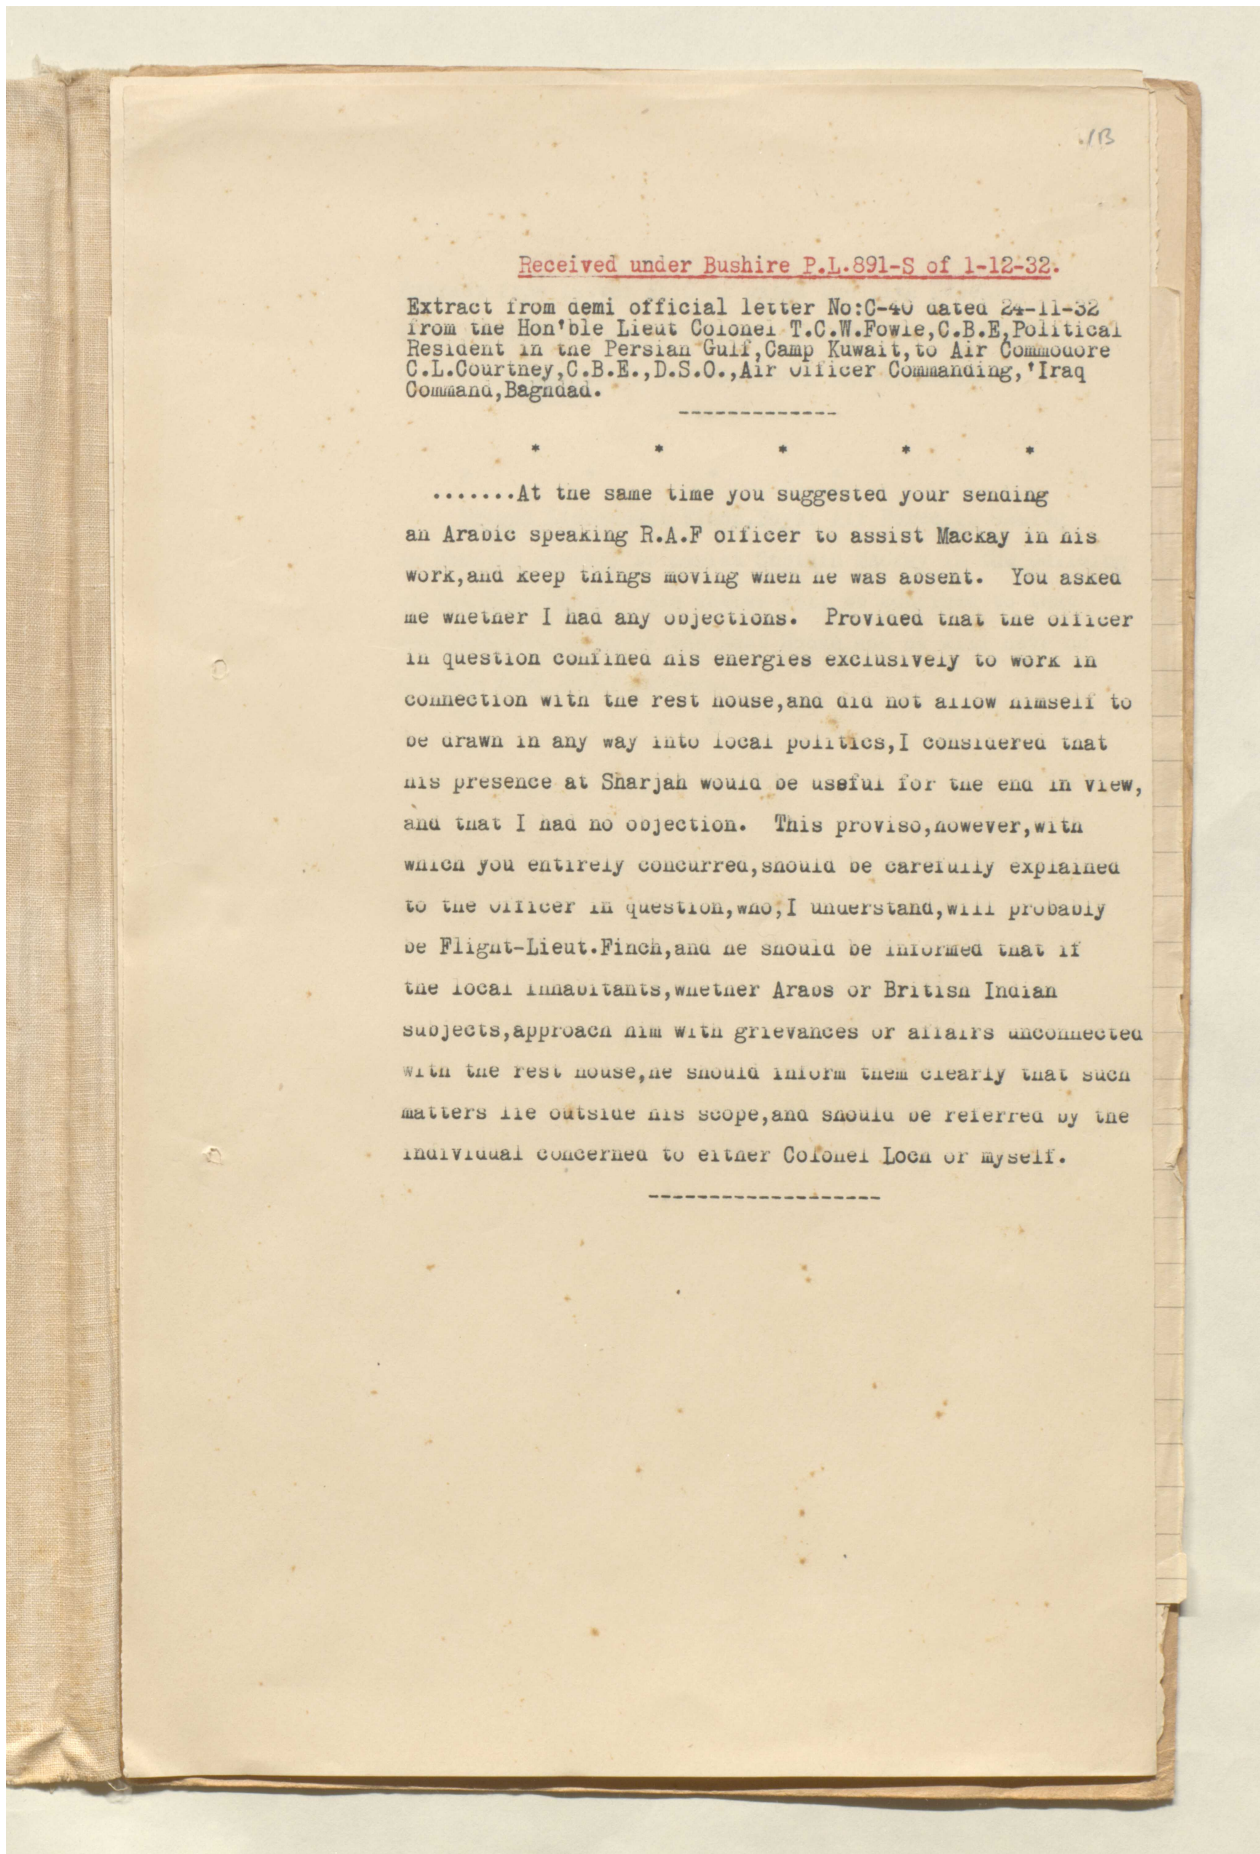 1B
Received under Bushire P.L.891-S of 1-12-32.
Extract from demi official letter No:C-40 dated 24-11-32
from the Hon'ble Lieut Colonel T.C.W.Fowle,C.B.E,Political
Resident in the Persian Gulf,Camp Kuwait,to Air Commodore
C.L.Courtney,C.B.E.,D.S.O.,Air Officer Commanding,'Iraq
Command,Baghdad.
-------------
* * * * *
.......At the same time you suggested your sending
an Arabic speaking R.A.F officer to assist Mackay in his
work,and keep things moving when he was absent. You asked
me whether I had any objections. Provided that the officer
in question confined his energies exclusively to work in
connection with the rest house,and did not allow himself to
be drawn in any way into local politics,I considered that
his presence at Sharjah would be useful for the end in view,
and that I had no objection. This proviso,however,with
which you entirely concurred,should be carefully explained
to the Officer in question,who,I understand,will probably
be Flight-Lieut.Finch,and he should be informed that if
the local inhabitants,whether Arabs or British Indian
subjects,approach him with grievances or affairs unconnected
with the rest house,he should inform them clearly that such
matters lie outside his scope,and should be referred by the
individual concerned to either Colonel Loch or myself.
-------------------